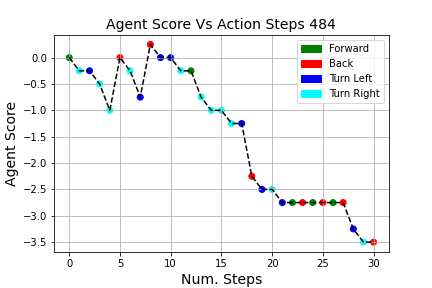 Agent Score Vs Action Steps 484
Agent Score
0.0
−0.5
−1.0
−1.5
−2.0
−2.5
−3.0
−3.5
Forward
Back
Turn Left
Turn Right
0 5 10 15 20 25 30
Num. Steps